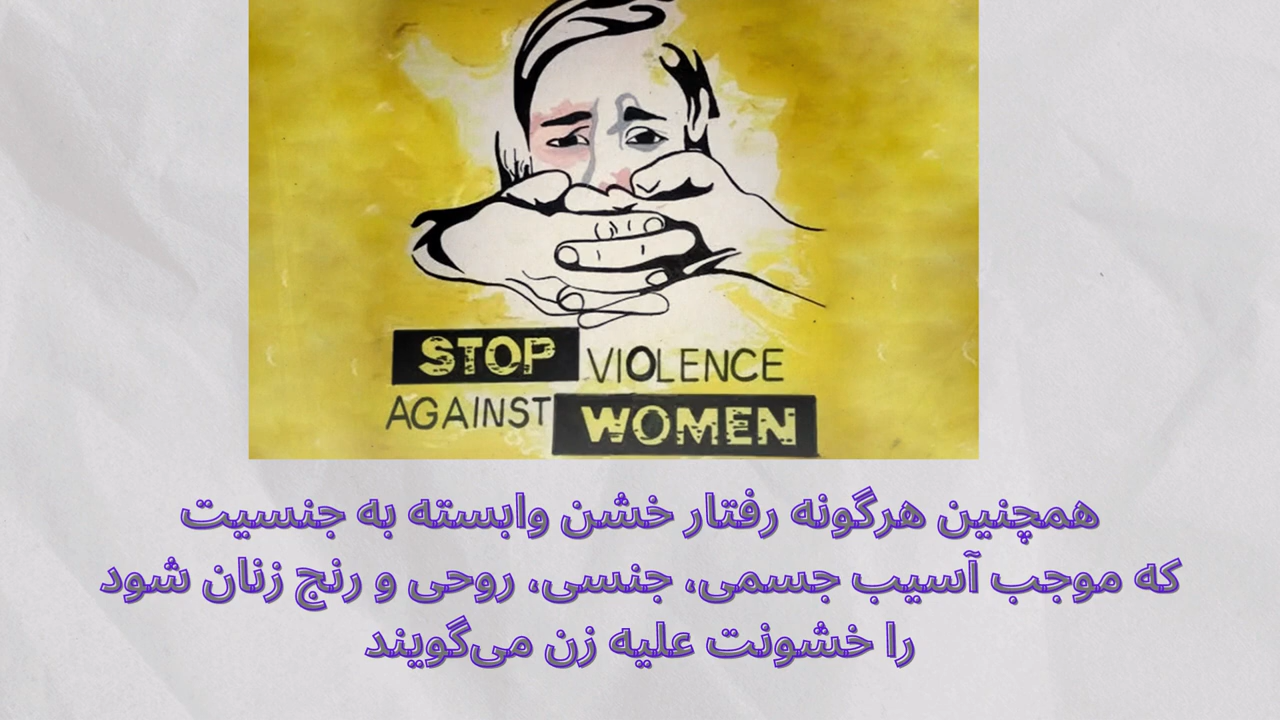 STOP VIOLENCE
AGAINST WOMEN
همچنین هرگونه رفتار خشن وابسته به جنسیت
که موجب آسیب جسمی، جنسی، روحی و رنج زنان شود
را خشونت علیه زن می‌گویند